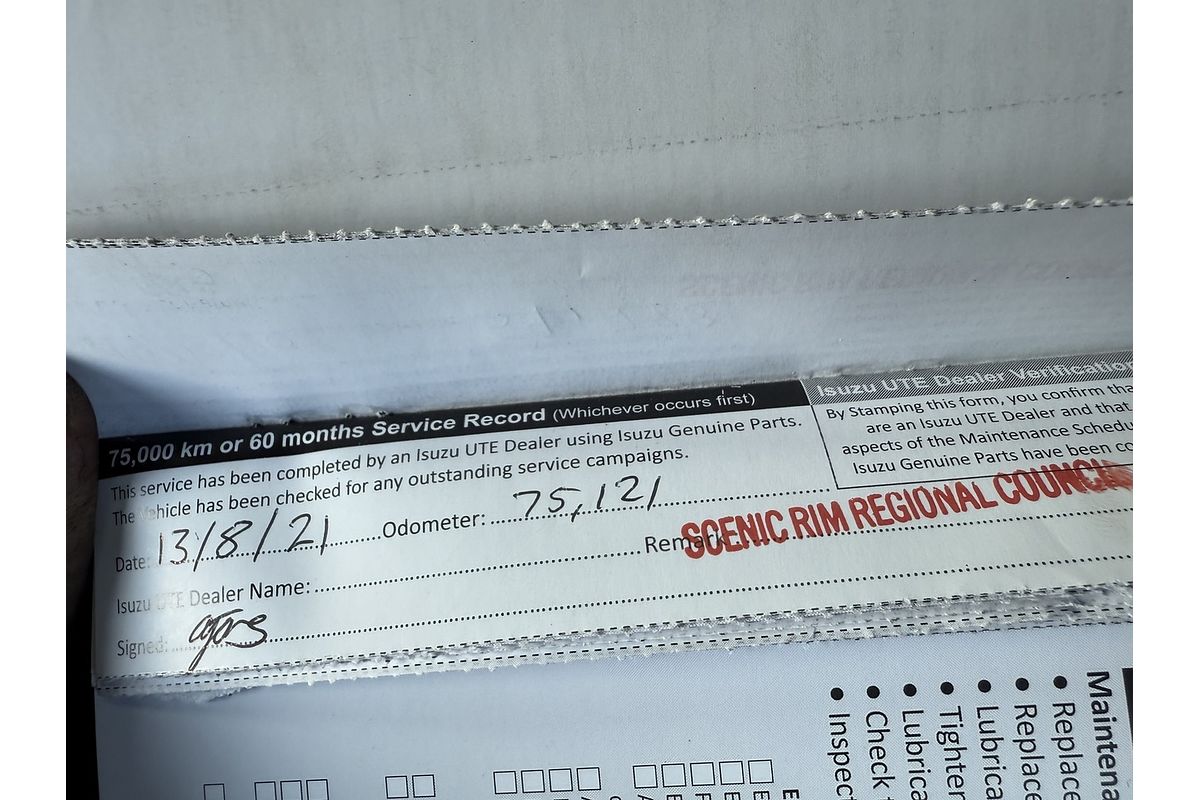 75,000 km or 60 months Service Record (Whichever occurs first)
This service has been completed by an Isuzu UTE Dealer using Isuzu Genuine Parts.
The Vehicle has been checked for any outstanding service campaigns.
Date: 13/8/21 Odometer: 75,121
Isuzu UTE Dealer Name: Remark
Signed:
Isuzu UTE Dealer Verification
By Stamping this form, you confirm tha
are an Isuzu UTE Dealer and that
aspects of the Maintenance Schedu
Isuzu Genuine Parts have been co
SCENIC RIM REGIONAL COUNCIL
Maintena
• Replace
• Replace
• Lubrica
• Tighter
• Lubrica
• Check
• Inspect